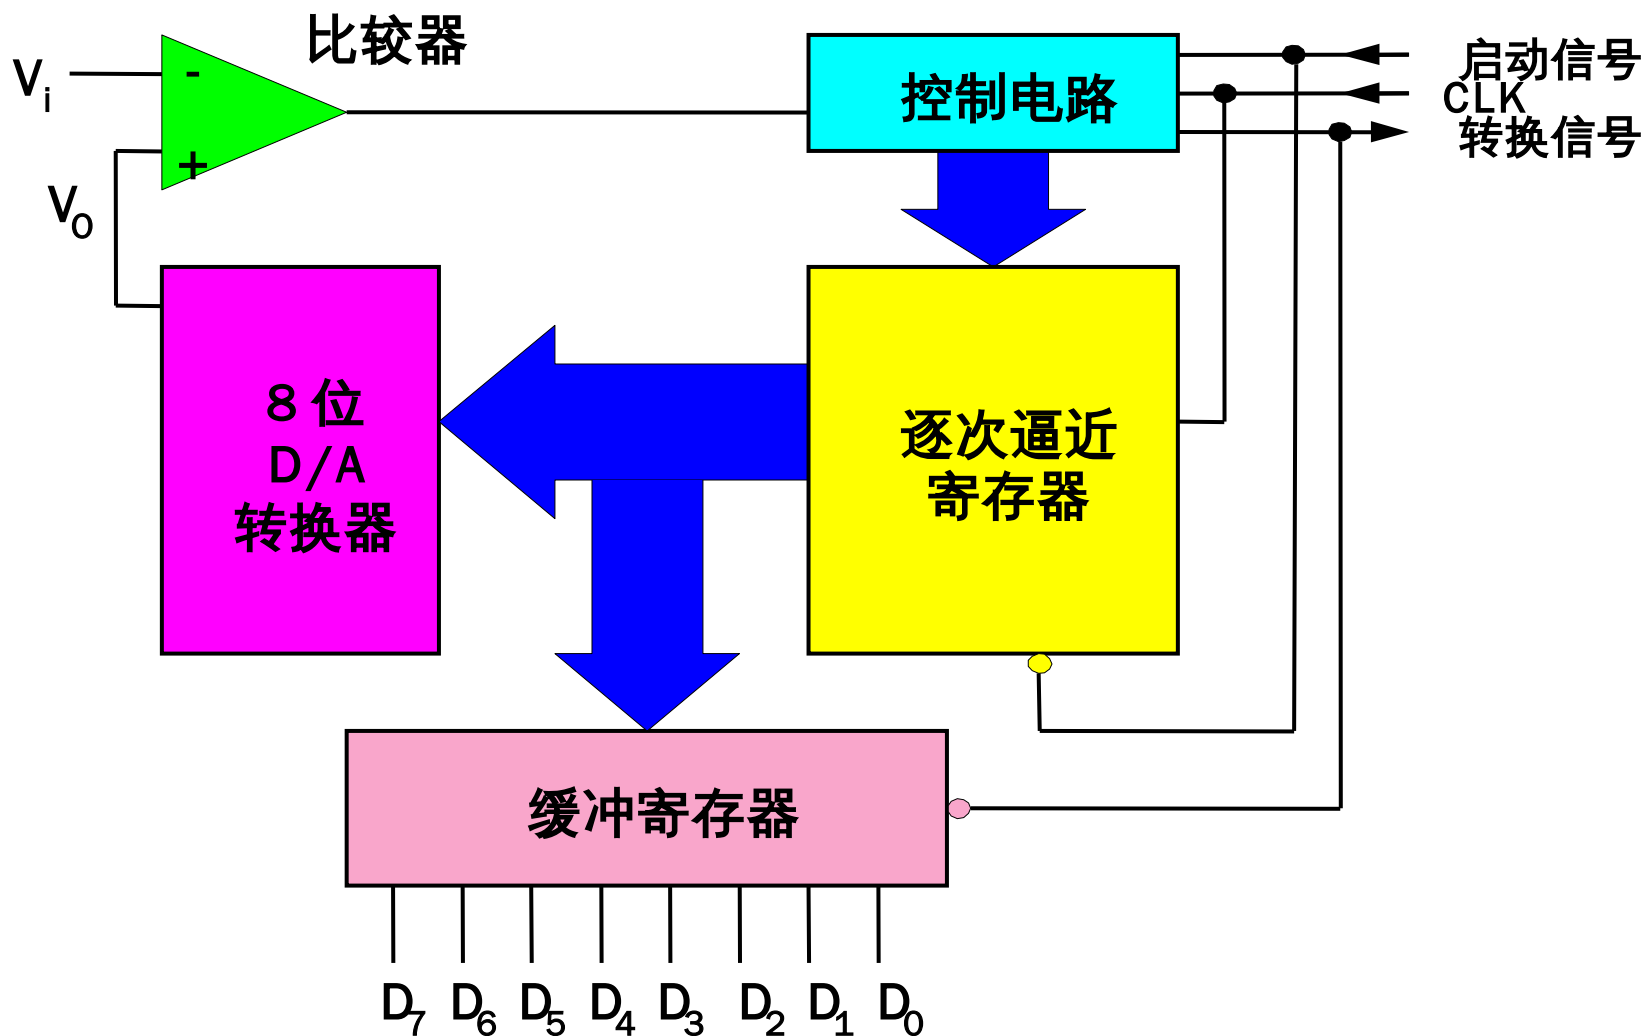 比较器
Vi
-
+
VO
控制电路
启动信号
CLK
转换信号
8位
D/A
转换器
逐次逼近
寄存器
缓冲寄存器
D7 D6 D5 D4 D3 D2 D1 D0